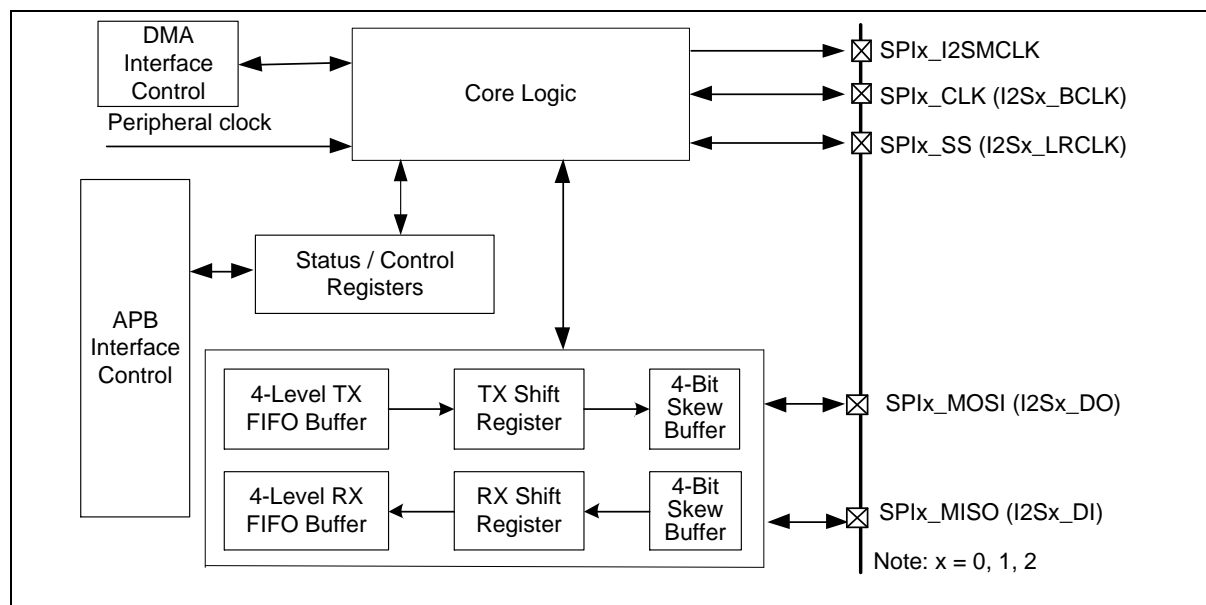 DMA
Interface
Control
Core Logic
Peripheral clock
SPIx_I2SMCLK
SPIx_CLK (I2Sx_BCLK)
SPIx_SS (I2Sx_LRCLK)
APB
Interface
Control
Status / Control
Registers
4-Level TX
FIFO Buffer
TX Shift
Register
4-Bit
Skew
Buffer
4-Level RX
FIFO Buffer
RX Shift
Register
4-Bit
Skew
Buffer
SPIx_MOSI (I2Sx_DO)
SPIx_MISO (I2Sx_DI)
Note: x = 0, 1, 2